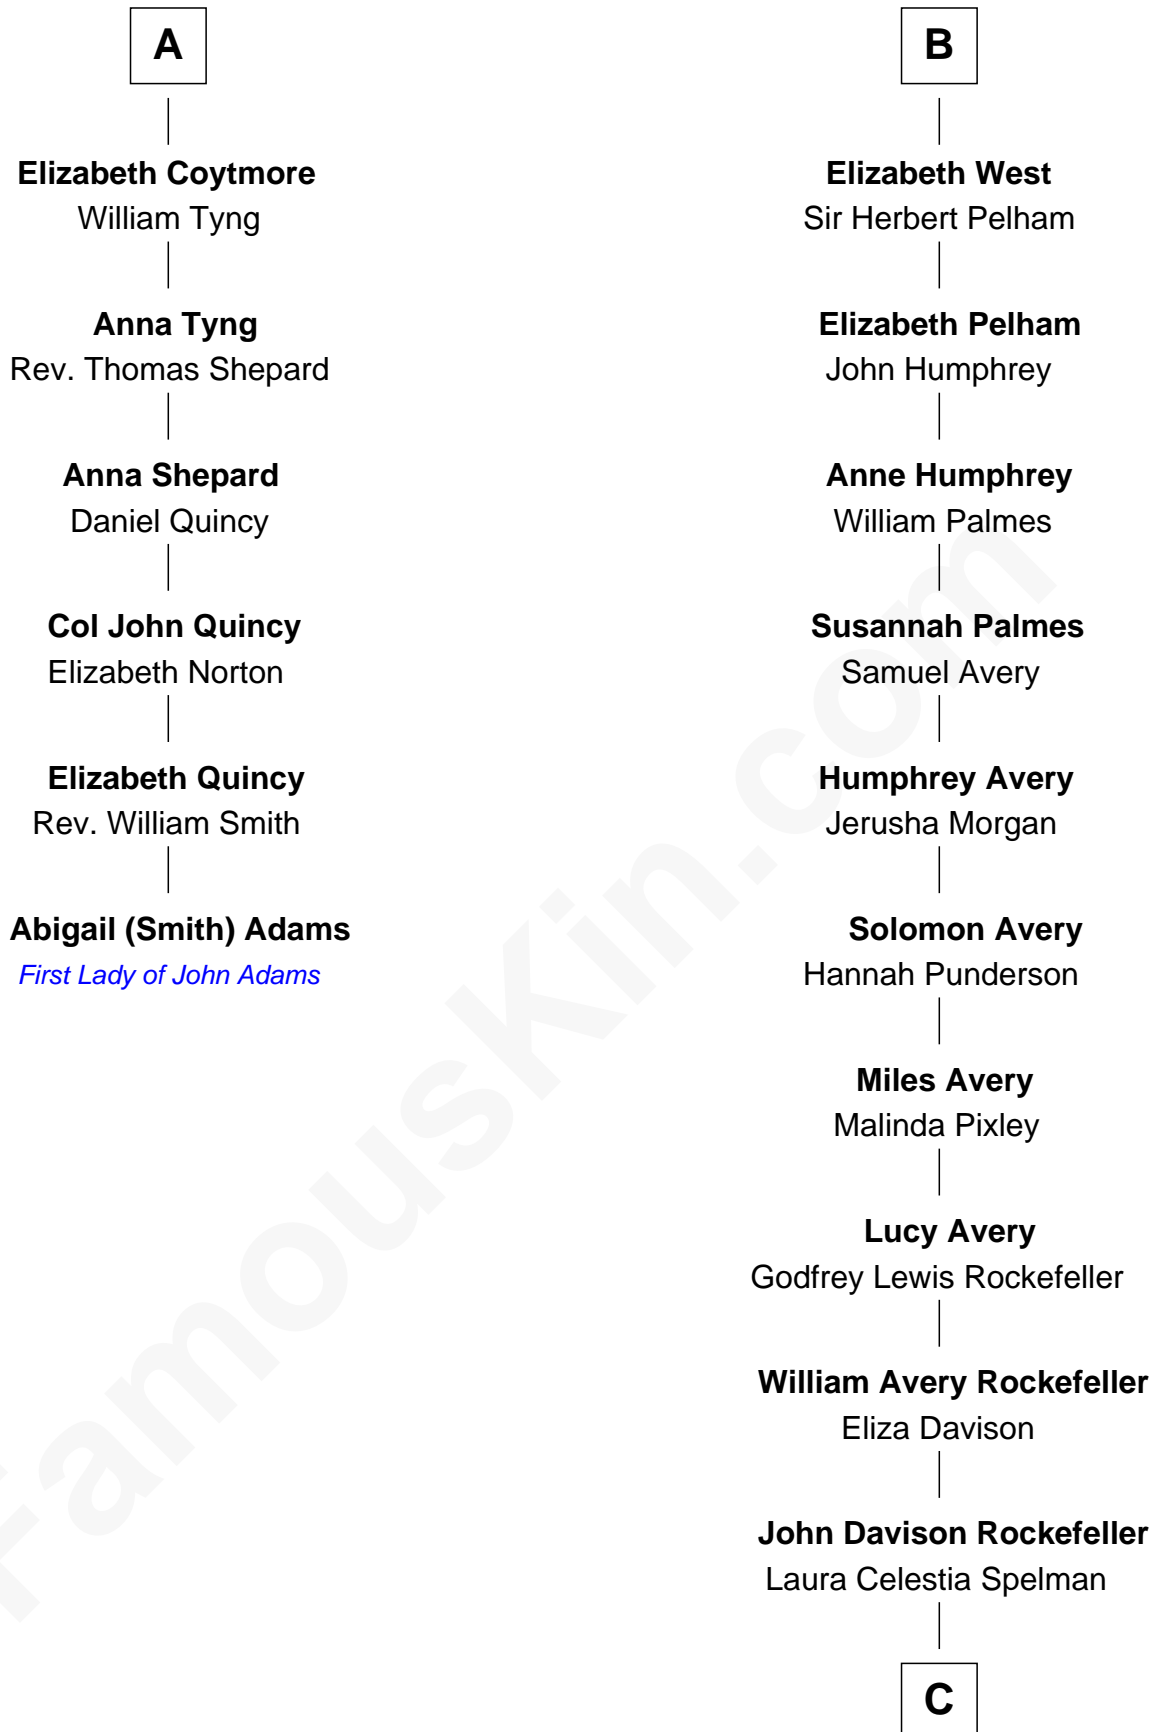 A
Elizabeth Coytmore
William Tyng
Anna Tyng
Rev. Thomas Shepard
Anna Shepard
Daniel Quincy
Col John Quincy
Elizabeth Norton
Elizabeth Quincy
Rev. William Smith
Abigail (Smith) Adams
First Lady of John Adams
B
Elizabeth West
Sir Herbert Pelham
Elizabeth Pelham
John Humphrey
Anne Humphrey
William Palmes
Susannah Palmes
Samuel Avery
Humphrey Avery
Jerusha Morgan
Solomon Avery
Hannah Punderson
Miles Avery
Malinda Pixley
Lucy Avery
Godfrey Lewis Rockefeller
William Avery Rockefeller
Eliza Davison
John Davison Rockefeller
Laura Celestia Spelman
C
FamousKin.com